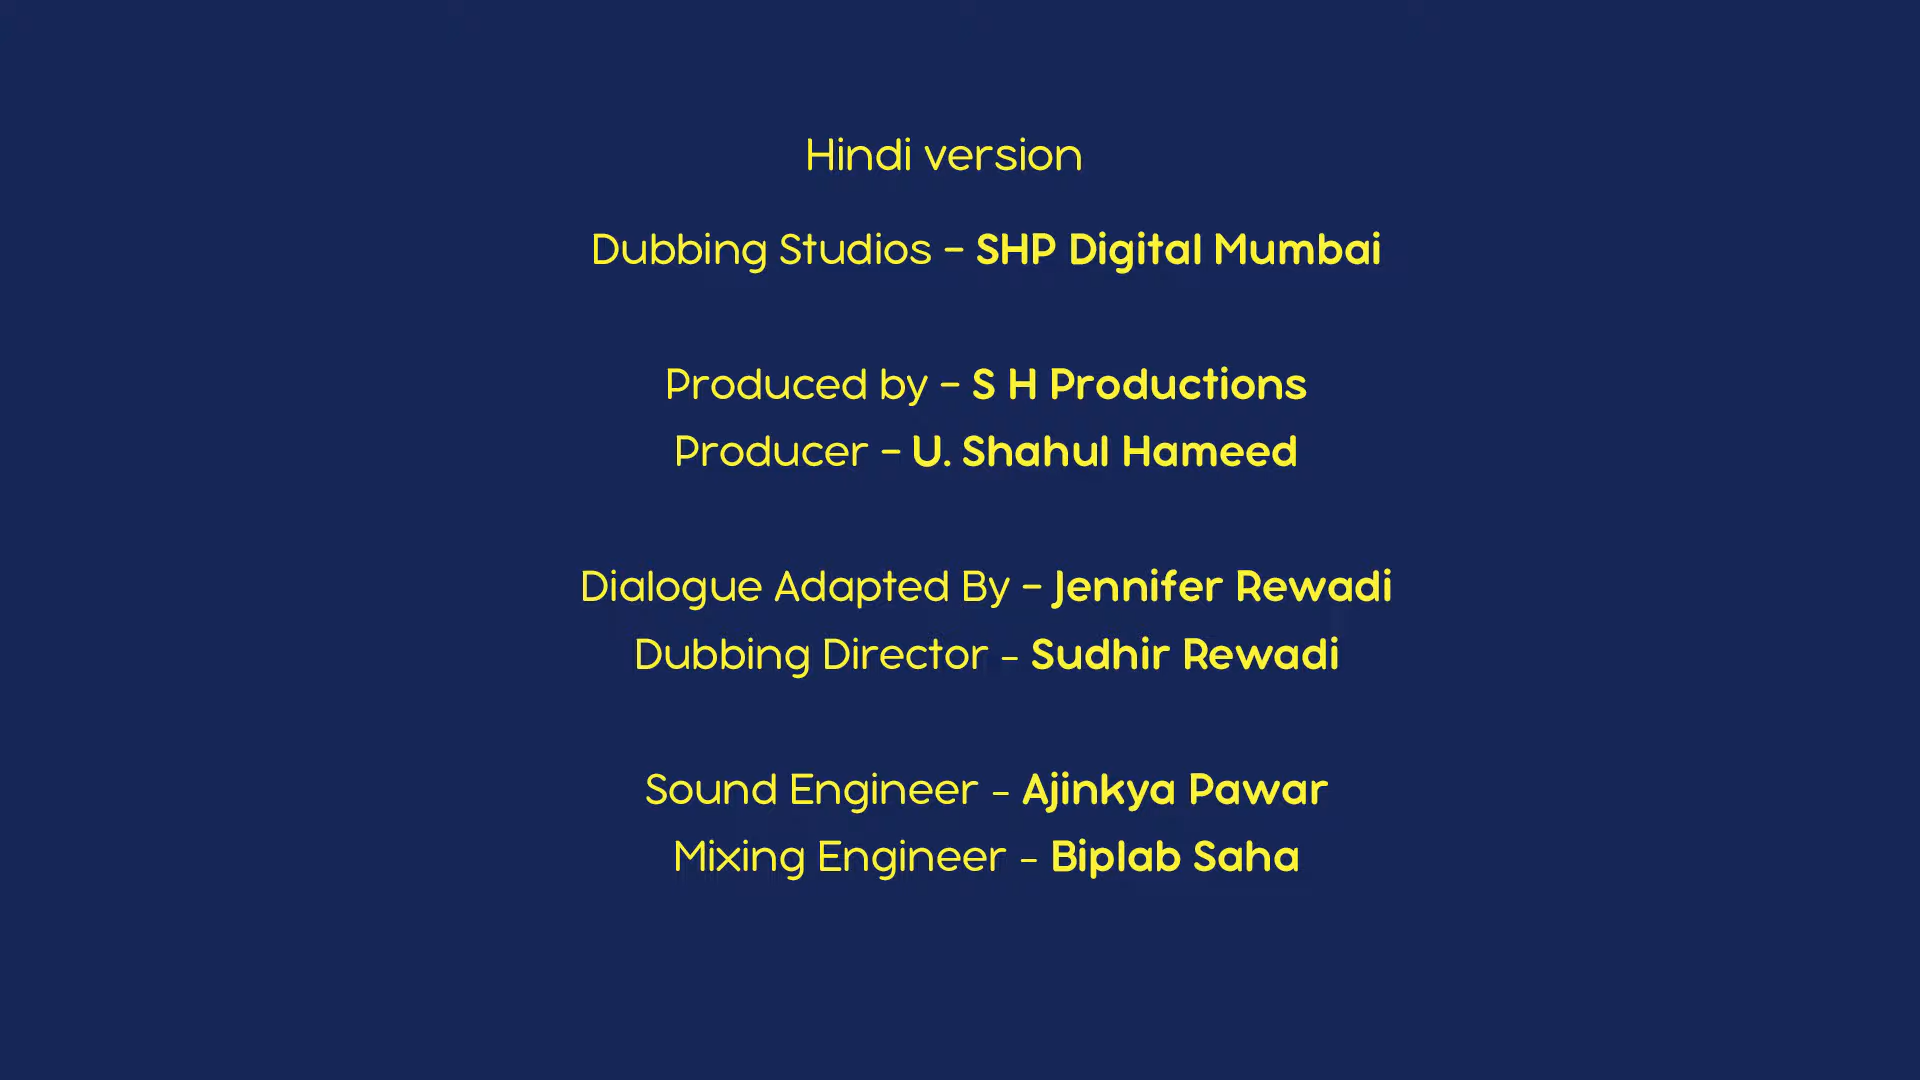 Hindi version
Dubbing Studios – SHP Digital Mumbai
Produced by – S H Productions
Producer – U. Shahul Hameed
Dialogue Adapted By – Jennifer Rewadi
Dubbing Director - Sudhir Rewadi
Sound Engineer - Ajinkya Pawar
Mixing Engineer - Biplab Saha